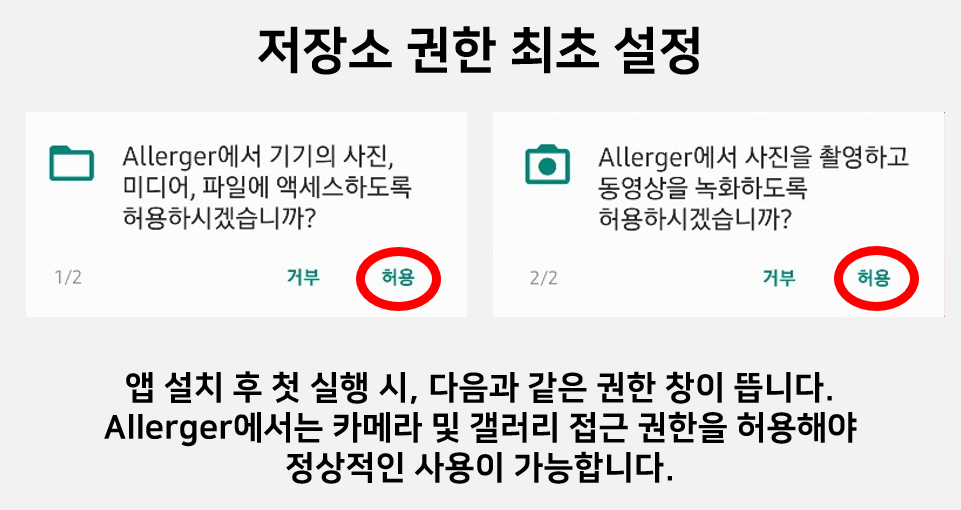 저장소 권한 최초 설정
Allerger에서 기기의 사진,
미디어, 파일에 액세스하도록
허용하시겠습니까?
1/2 거부 허용
Allerger에서 사진을 촬영하고
동영상을 녹화하도록
허용하시겠습니까?
2/2 거부 허용
앱 설치 후 첫 실행 시, 다음과 같은 권한 창이 뜹니다.
Allerger에서는 카메라 및 갤러리 접근 권한을 허용해야
정상적인 사용이 가능합니다.